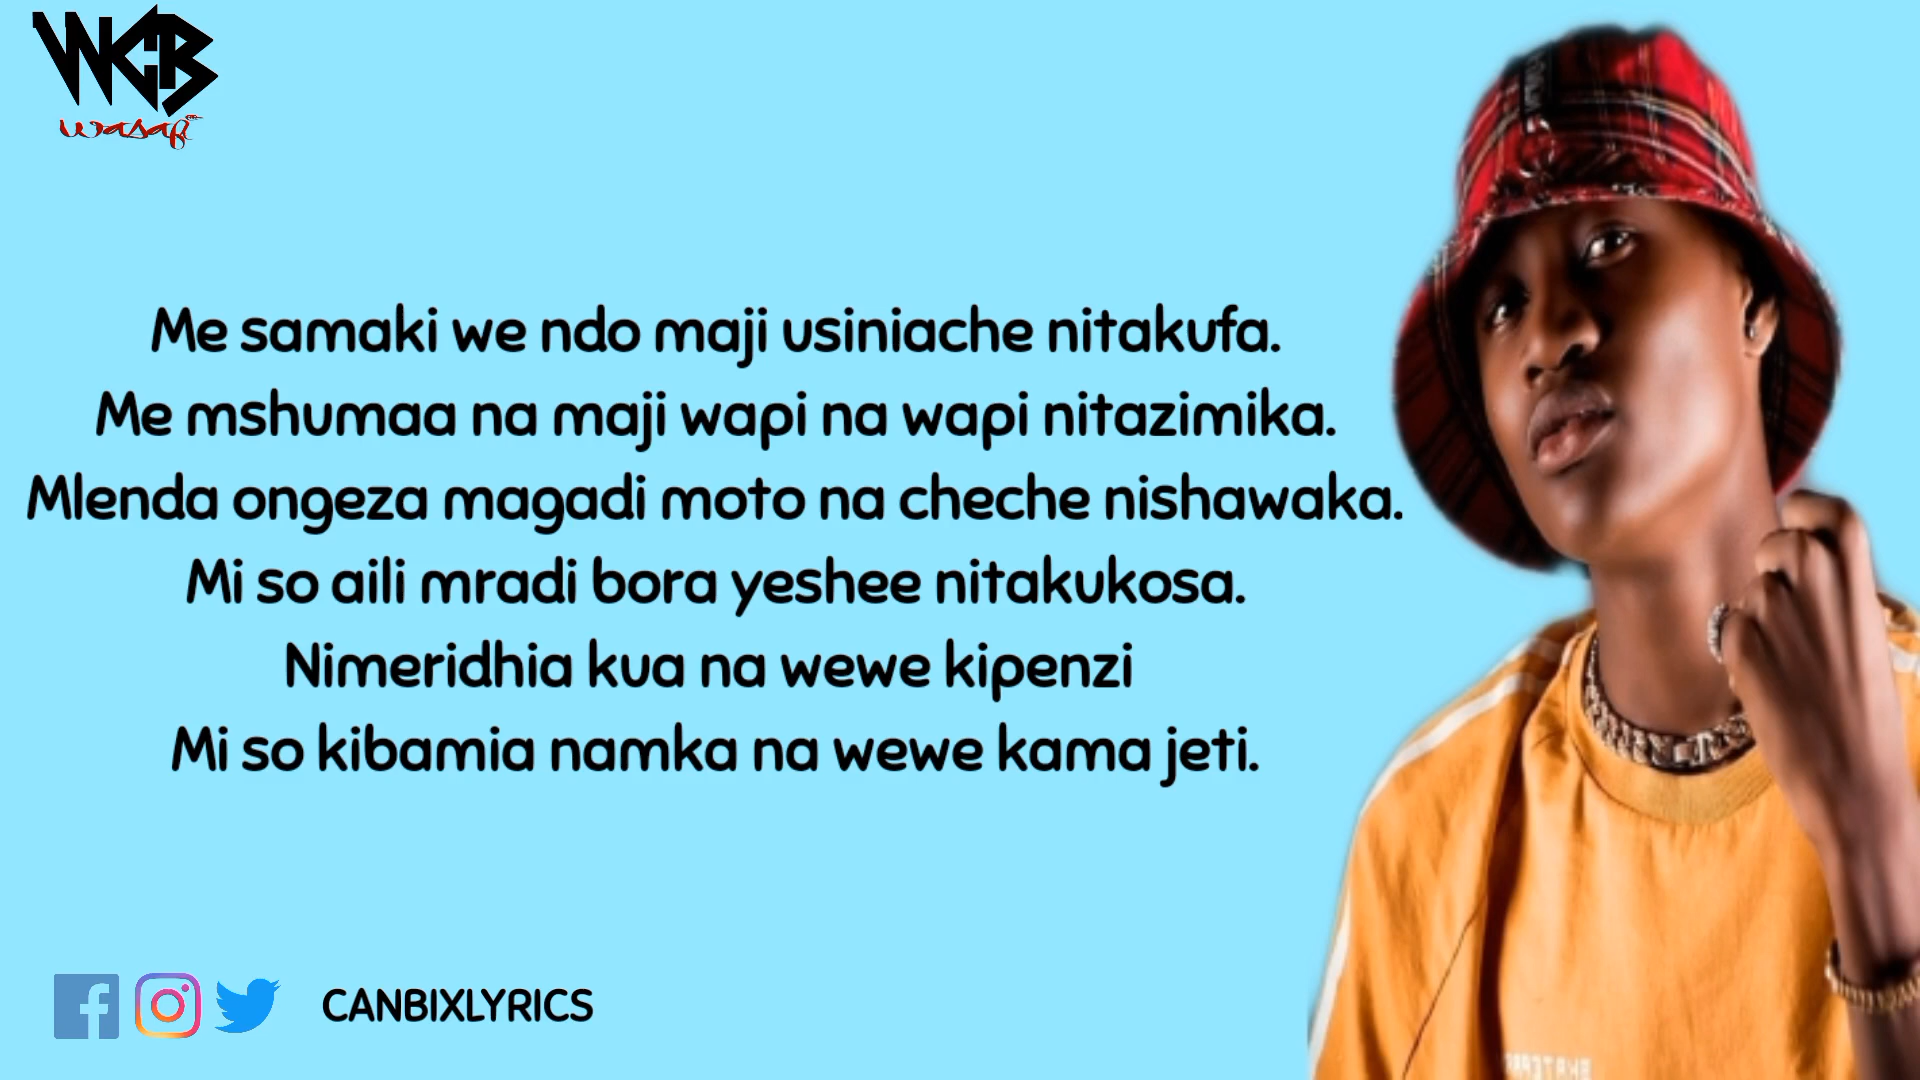 WCB
wasafi
Me samaki we ndo maji usiniache nitakufa.
Me mshumaa na maji wapi na wapi nitazimika.
Mlenda ongeza magadi moto na cheche nishawaka.
Mi so aili mradi bora yeshee nitakukosa.
Nimeridhia kua na wewe kipenzi
Mi so kibamia namka na wewe kama jeti.
CANBIXLYRICS